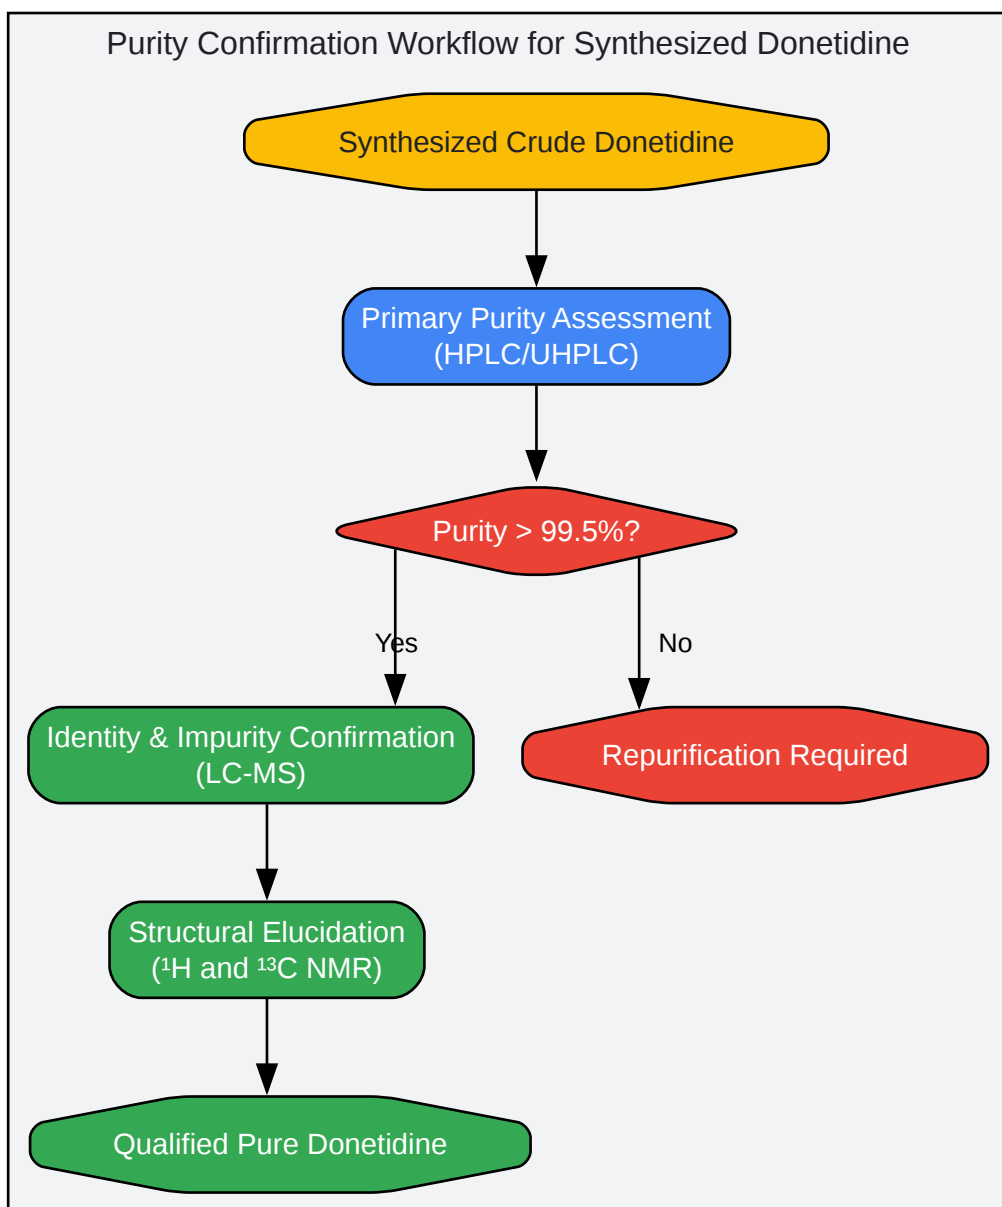 Purity Confirmation Workflow for Synthesized Donetidine
Synthesized Crude Donetidine
Primary Purity Assessment
(HPLC/UHPLC)
Purity > 99.5%?
Yes
No
Identity & Impurity Confirmation
(LC-MS)
Repurification Required
Structural Elucidation
(¹H and ¹³C NMR)
Qualified Pure Donetidine